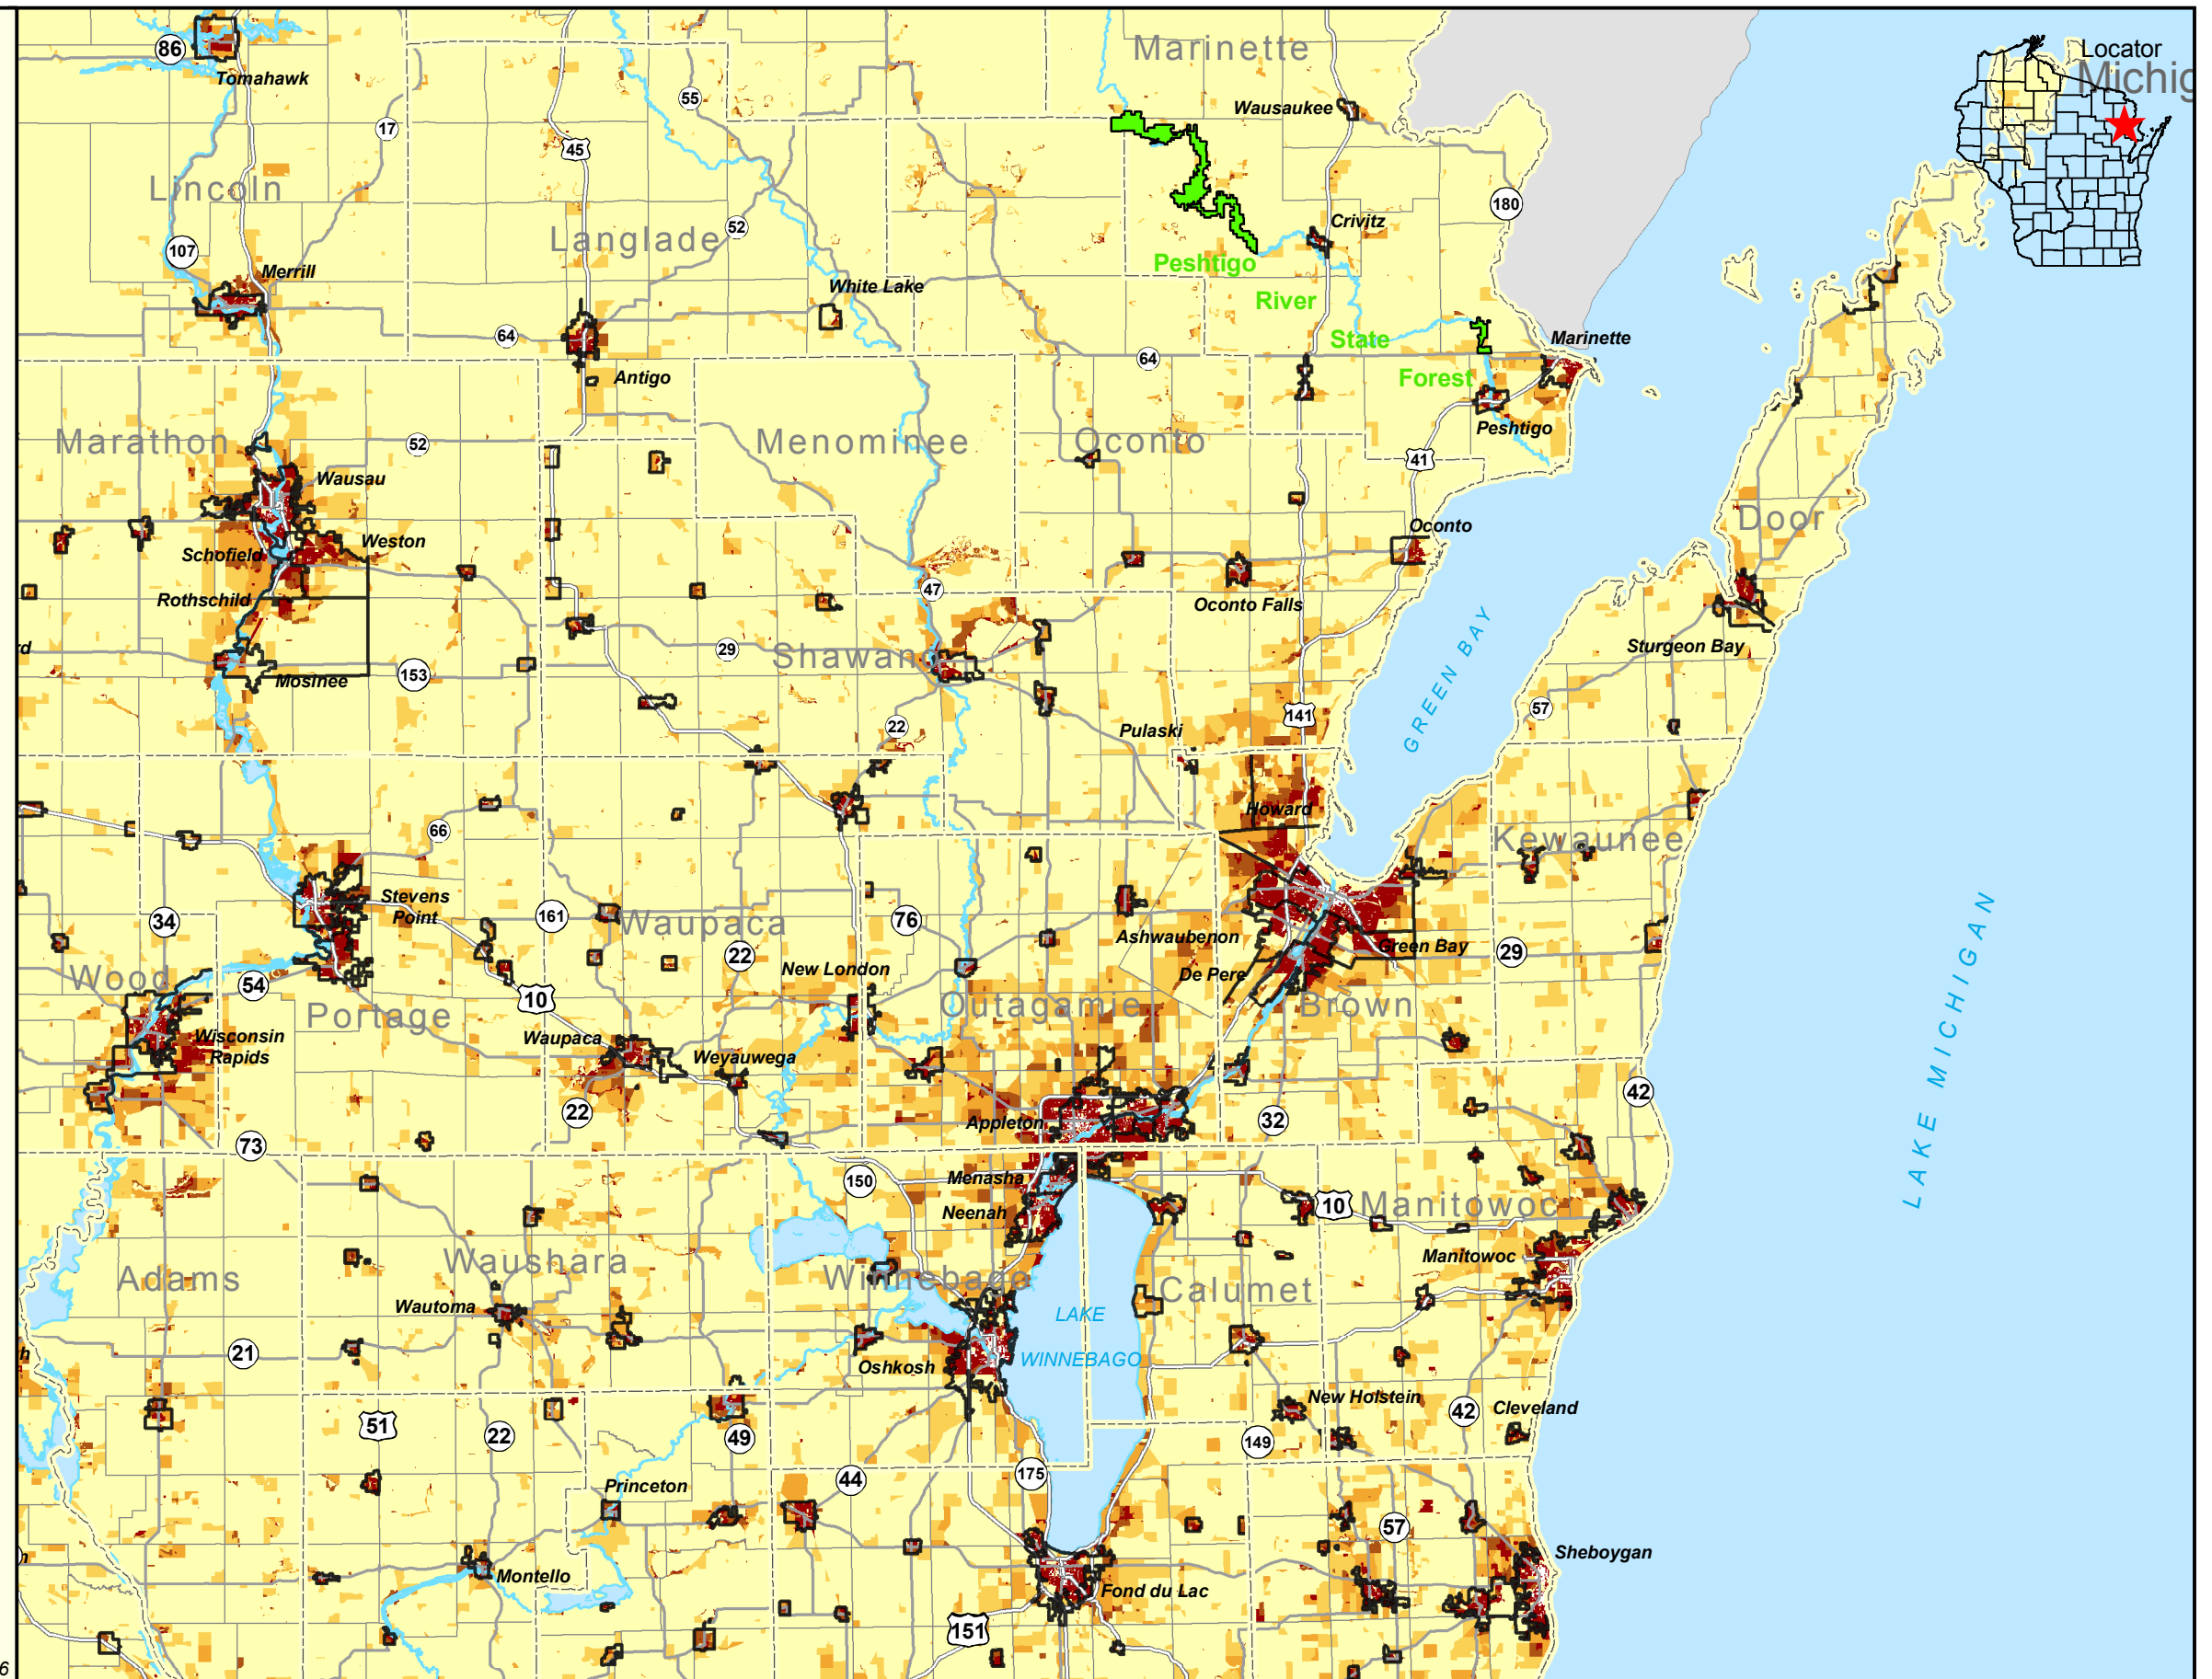 Marinette
Locator
Michig
86
Tomahawk
55
Wausaukee
17
45
Lincoln
180
Langlade
52
Crivitz
107
Merrill
Peshtigo
White Lake
River
64
State
Marinette
64
Antigo
Forest
Peshtigo
Marathon
52
Menominee
Oconto
41
Wausau
Door
Oconto
Weston
Schofield
47
Rothschild
Oconto Falls
GREEN BAY
rd
29
Shawano
Sturgeon Bay
Mosinee
153
57
22
Pulaski
141
Howard
66
Kewaunee
Stevens
Point
34
161
Waupaca
76
Ashwaubenon
Green Bay
29
22
New London
De Pere
Wood
54
10
Outagamie
Brown
Portage
Wisconsin
Rapids
Waupaca
Weyauwega
LAKE MICHIGAN
42
22
Appleton
32
73
Menasha
150
10
Manitowoc
Neenah
Manitowoc
Waushara
Adams
Winnebago
Calumet
Wautoma
LAKE
WINNEBAGO
21
h
Oshkosh
New Holstein
51
22
49
149
42
Cleveland
44
175
Princeton
57
Sheboygan
n
Montello
Fond du Lac
151
6